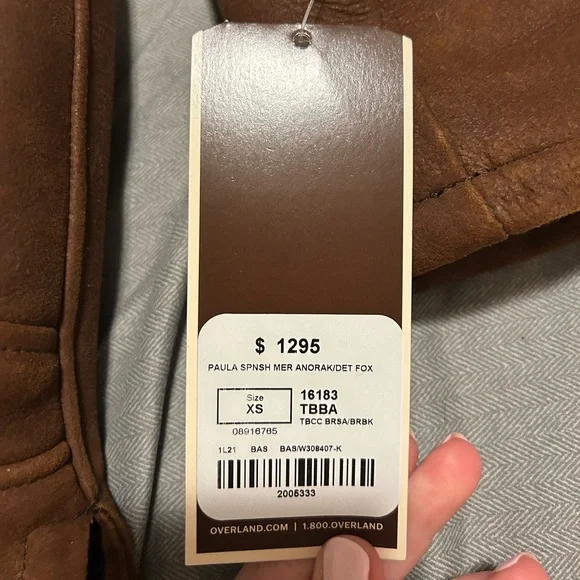 $ 1295
PAULA SPNSH MER ANORAK/DET FOX
Size
XS
16183
TBBA
TBCC BRSA/BRBK
08916765
1L21 BAS BAS/W308407-K
2005333
OVERLAND.COM | 1.800.OVERLAND